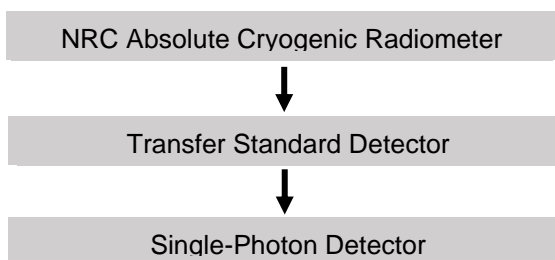 NRC Absolute Cryogenic Radiometer
Transfer Standard Detector
Single-Photon Detector